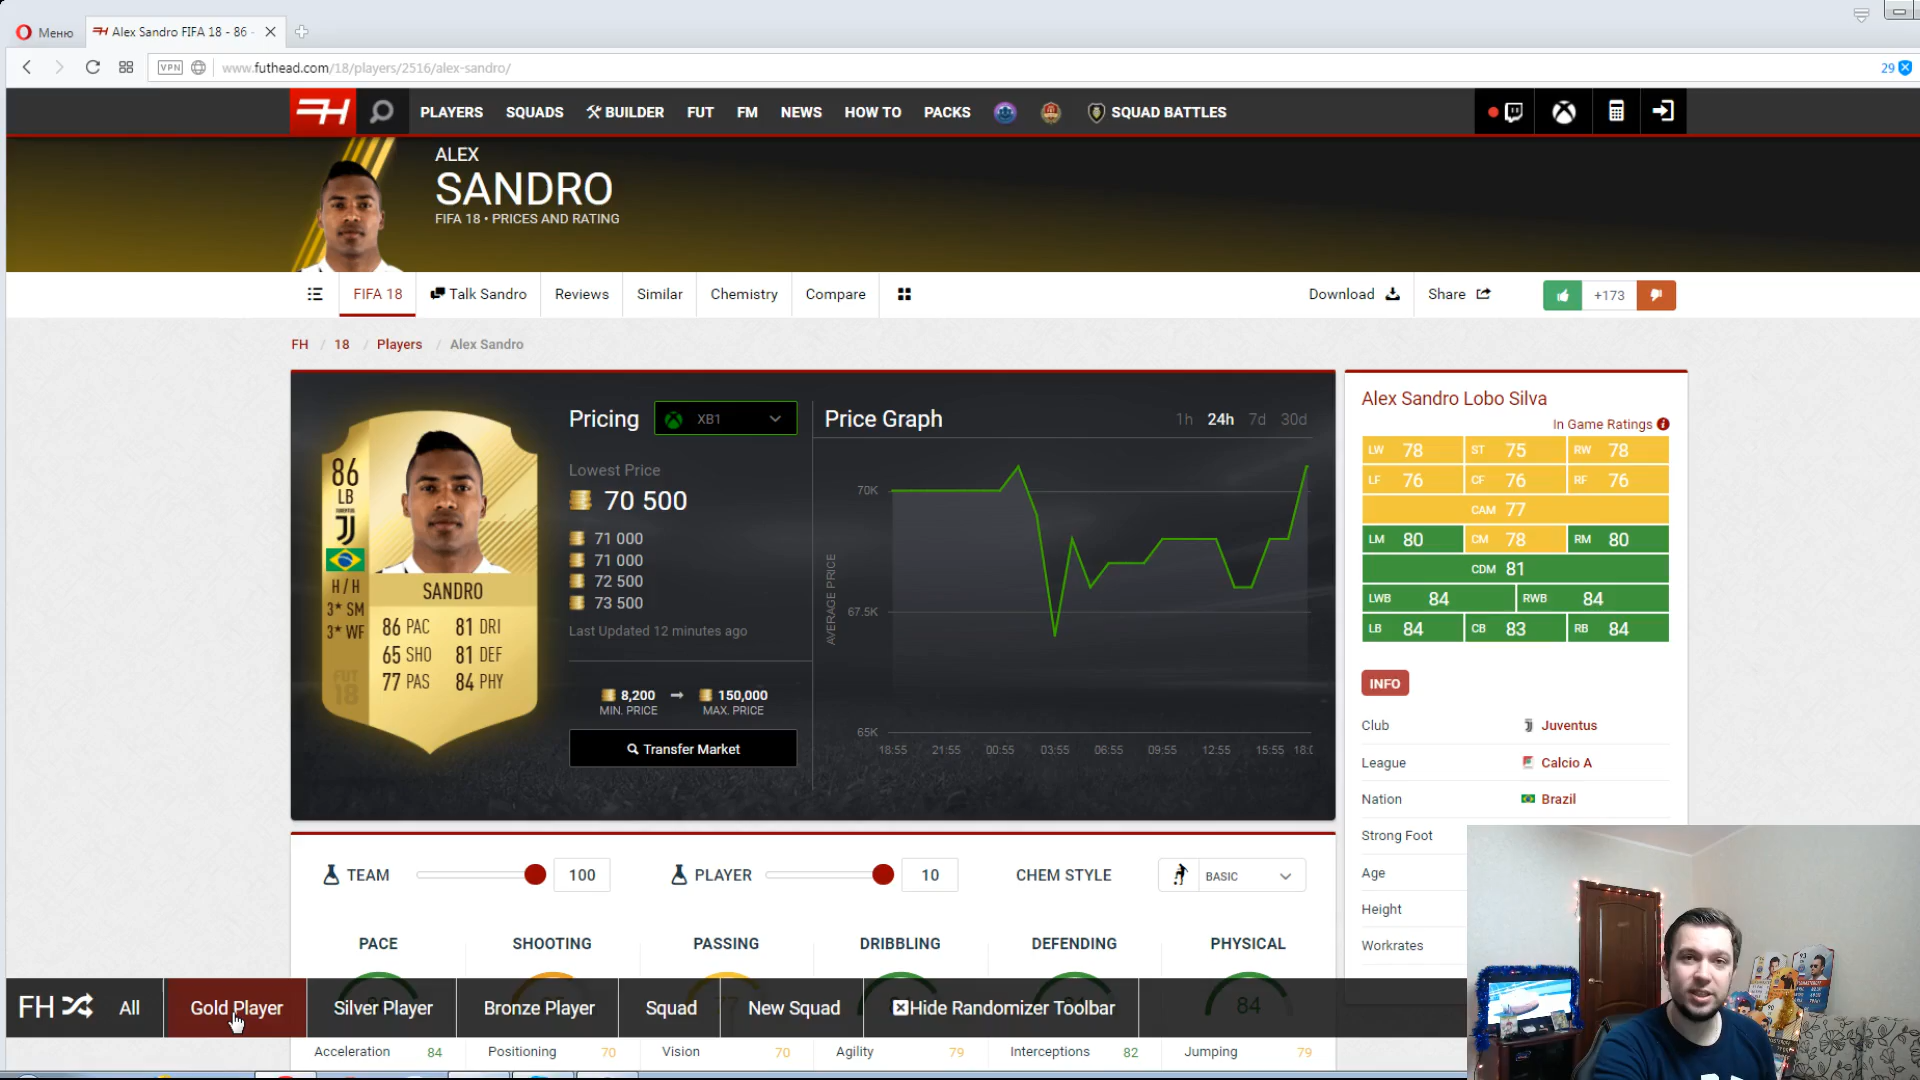 Меню
Alex Sandro FIFA 18 - 86 -
VPN
www.futhead.com/18/players/2516/alex-sandro/
29
FH
PLAYERS
SQUADS
BUILDER
FUT
FM
NEWS
HOW TO
PACKS
SQUAD BATTLES
ALEX
SANDRO
FIFA 18 • PRICES AND RATING
FIFA 18
Talk Sandro
Reviews
Similar
Chemistry
Compare
Download
Share
+173
FH / 18 / Players / Alex Sandro
86
LB
H / H
3* SM
3* WF
FUT
18
SANDRO
86 PAC 81 DRI
65 SHO 81 DEF
77 PAS 84 PHY
Pricing
XB1
Lowest Price
70 500
71 000
71 000
72 500
73 500
Last Updated 12 minutes ago
8,200
MIN. PRICE
150,000
MAX. PRICE
Transfer Market
Price Graph
1h 24h 7d 30d
AVERAGE PRICE
70K
67.5K
65K
18:55 21:55 00:55 03:55 06:55 09:55 12:55 15:55
Alex Sandro Lobo Silva
In Game Ratings
LW 78 ST 75 RW 78
LF 76 CF 76 RF 76
CAM 77
LM 80 CM 78 RM 80
CDM 81
LWB 84 RWB 84
LB 84 CB 83 RB 84
INFO
Club Juventus
League Calcio A
Nation Brazil
Strong Foot
Age
Height
Workrates
TEAM 100
PLAYER 10
CHEM STYLE
BASIC
PACE
SHOOTING
PASSING
DRIBBLING
DEFENDING
PHYSICAL
84
FH
All
Gold Player
Silver Player
Bronze Player
Squad
New Squad
Hide Randomizer Toolbar
Acceleration 84
Positioning 70
Vision 70
Agility 79
Interceptions 82
Jumping 79